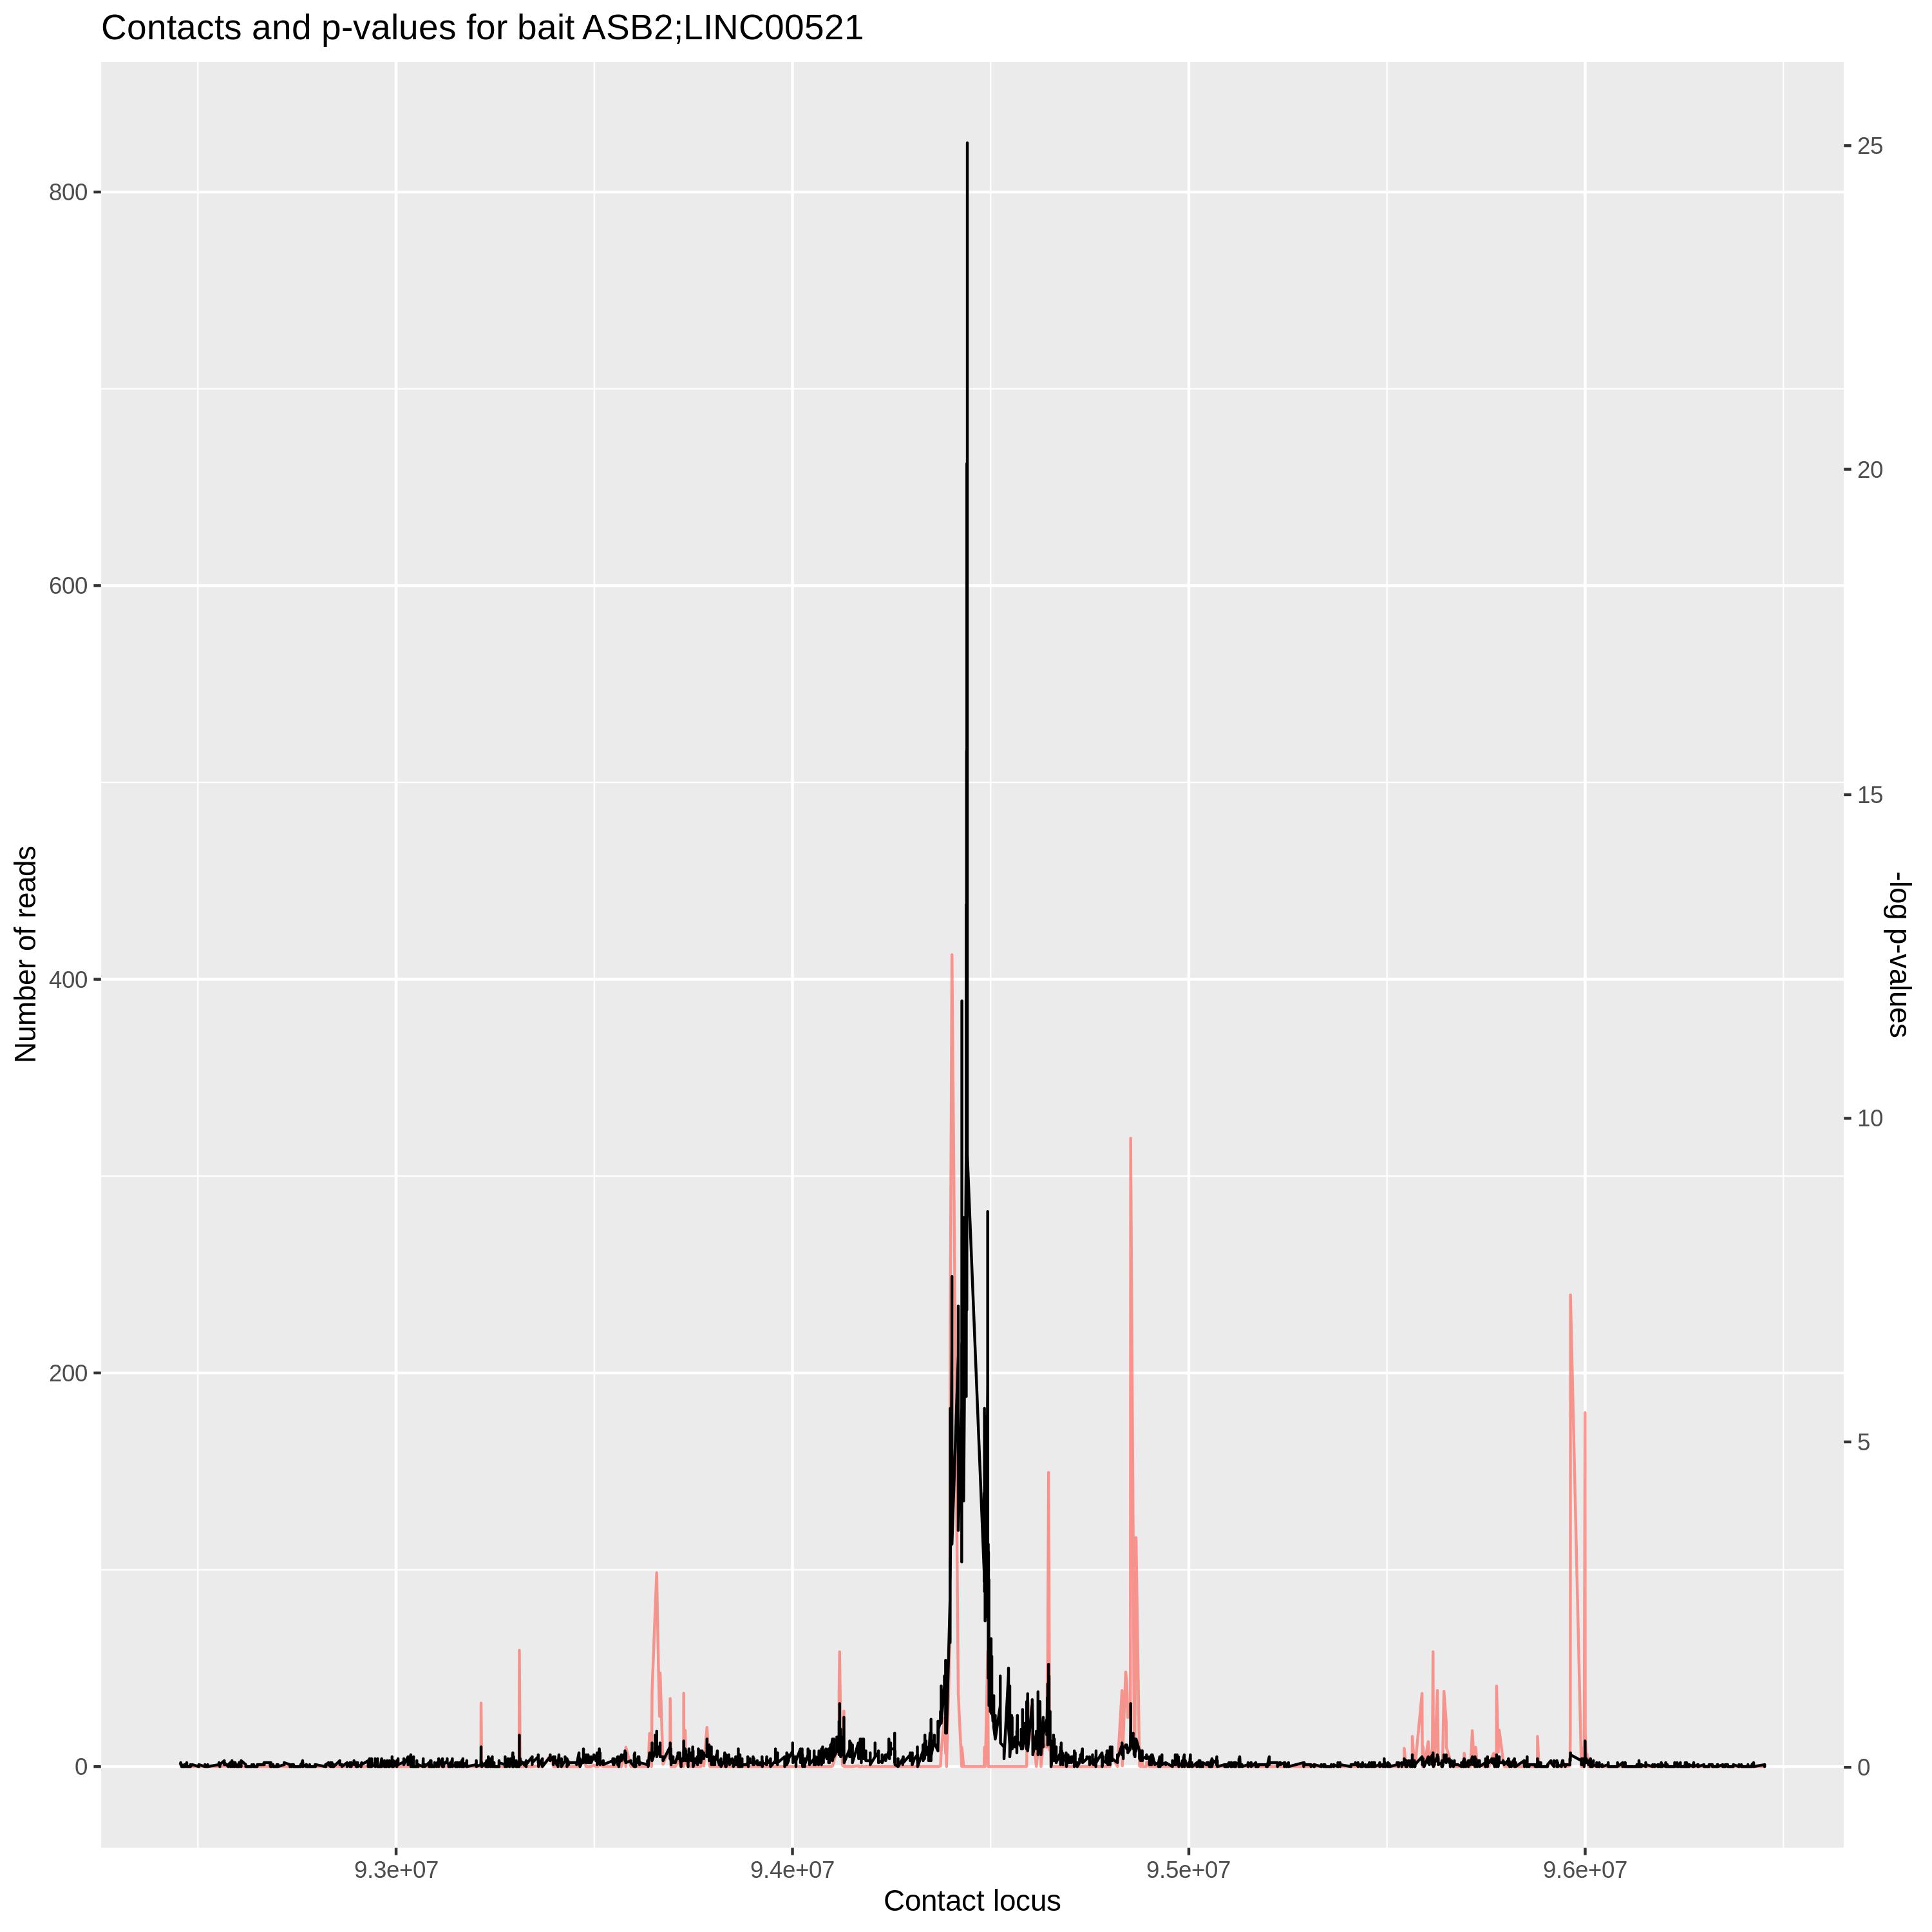 Contacts and p-values for bait ASB2;LINC00521
800
600
400
200
0
Number of reads
25
20
15
10
5
0
-log p-values
9.3e+07 9.4e+07 9.5e+07 9.6e+07
Contact locus